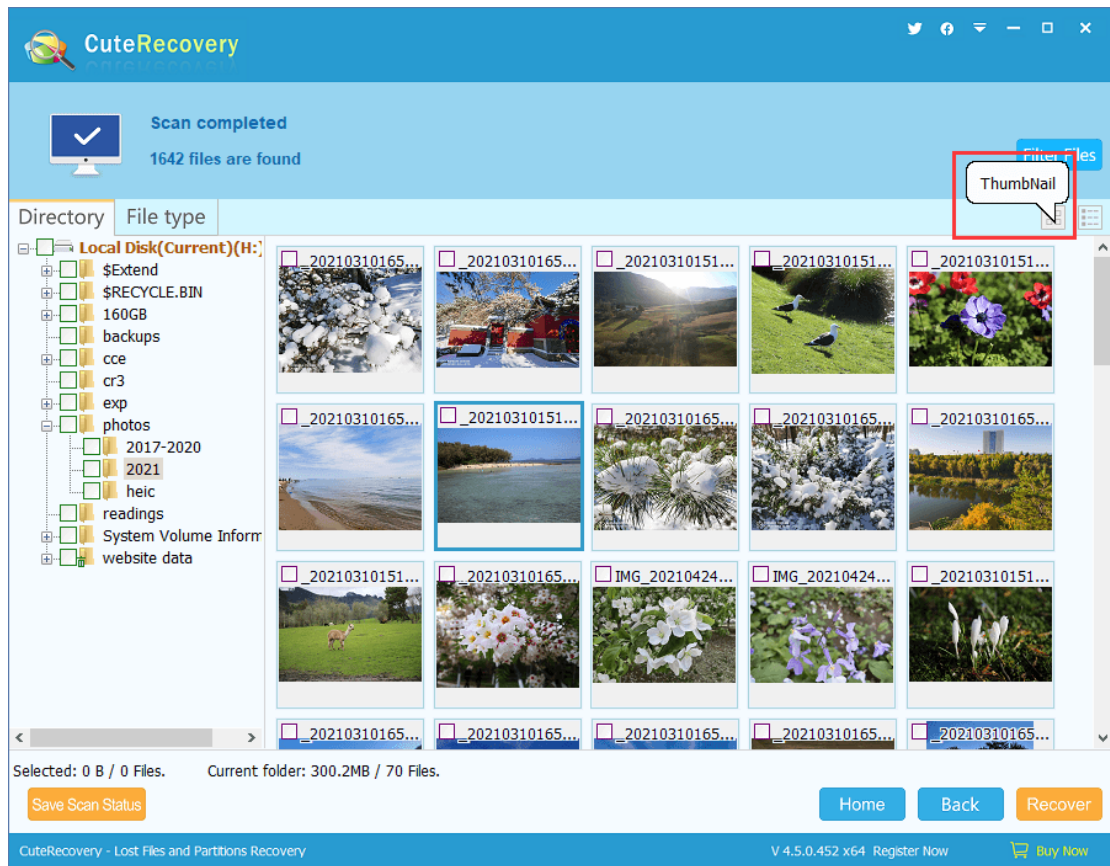 CuteRecovery
Scan completed
1642 files are found
Filter Files
ThumbNail
Directory
File type
Local Disk(Current)(H:)
$Extend
$RECYCLE.BIN
160GB
backups
cce
cr3
exp
photos
2017-2020
2021
heic
readings
System Volume Inform
website data
_20210310165... _20210310165... _20210310151... _20210310151... _20210310151...
_20210310165... _20210310151... _20210310165... _20210310165... _20210310165...
_20210310151... _20210310165... IMG_20210424... IMG_20210424... _20210310151...
_20210310165... _20210310165... _20210310165... _20210310165... _20210310165...
Selected: 0 B / 0 Files. Current folder: 300.2MB / 70 Files.
Save Scan Status
Home
Back
Recover
CuteRecovery - Lost Files and Partitions Recovery
V 4.5.0.452 x64 Register Now
Buy Now